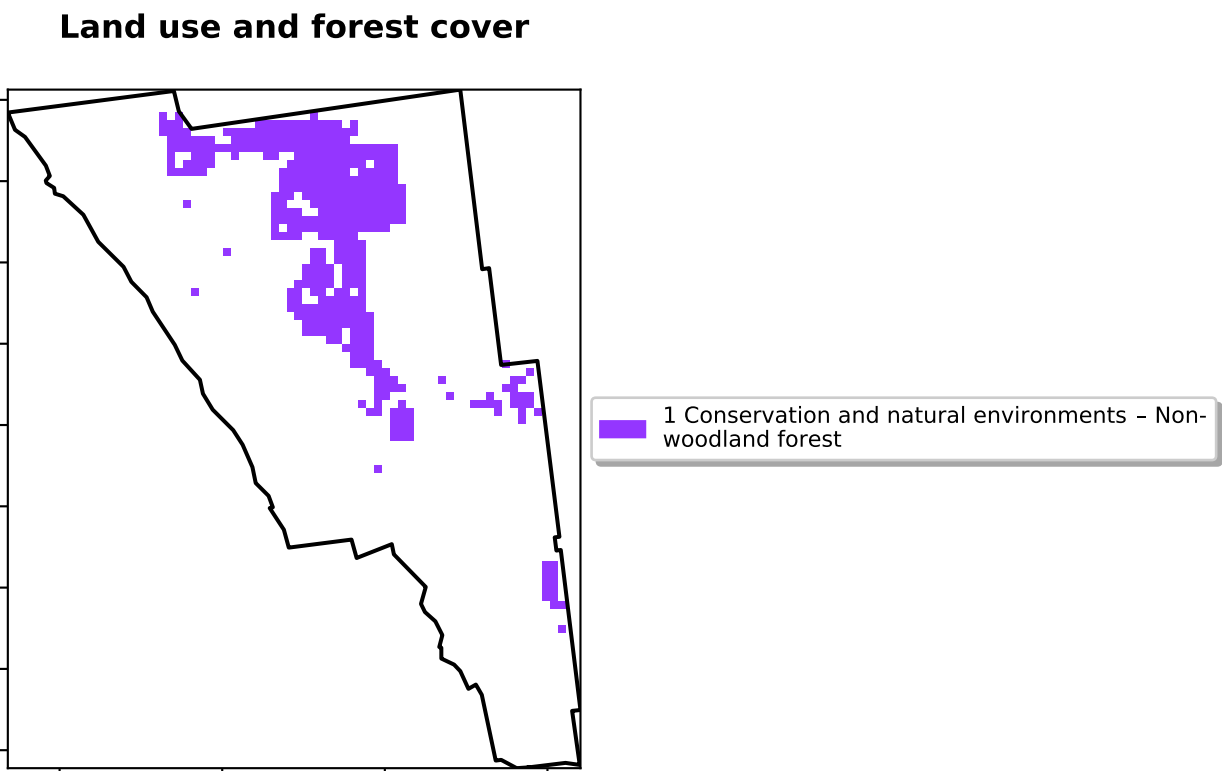 Land use and forest cover
1 Conservation and natural environments – Non-
woodland forest